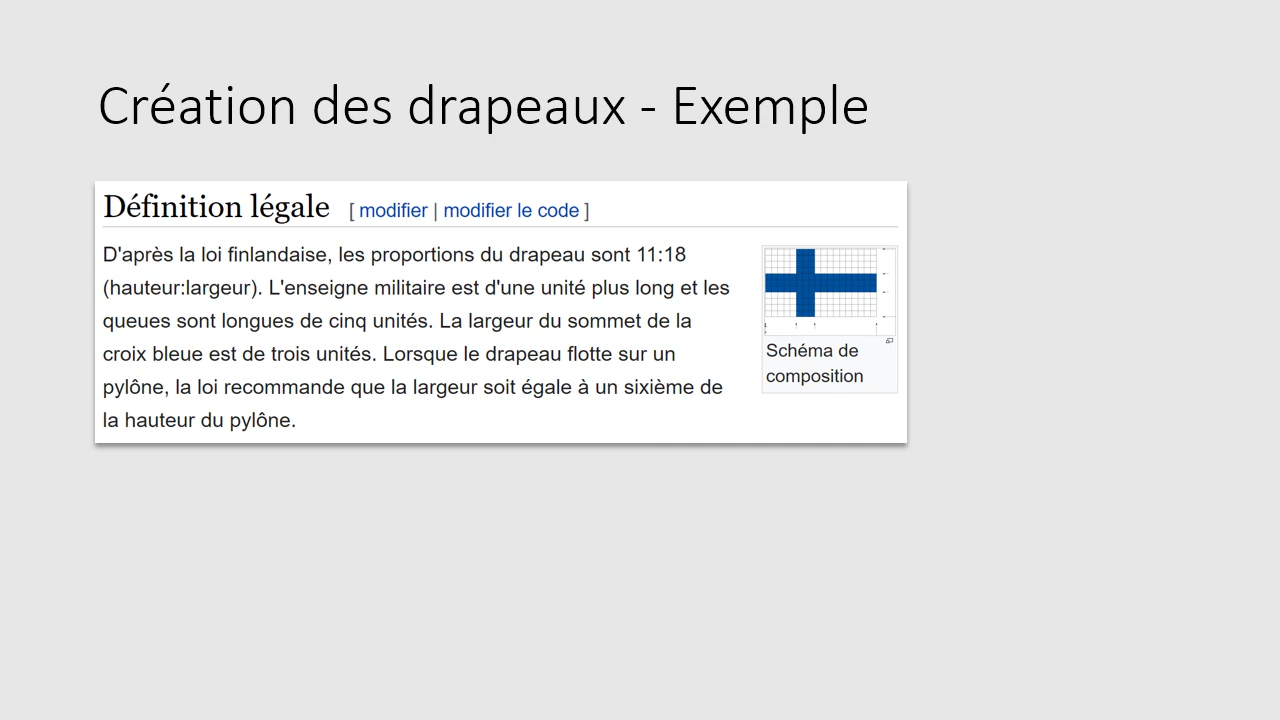 Création des drapeaux - Exemple
Définition légale [ modifier | modifier le code ]
D'après la loi finlandaise, les proportions du drapeau sont 11:18
(hauteur:largeur). L'enseigne militaire est d'une unité plus long et les
queues sont longues de cinq unités. La largeur du sommet de la
croix bleue est de trois unités. Lorsque le drapeau flotte sur un
pylône, la loi recommande que la largeur soit égale à un sixième de
la hauteur du pylône.
Schéma de
composition